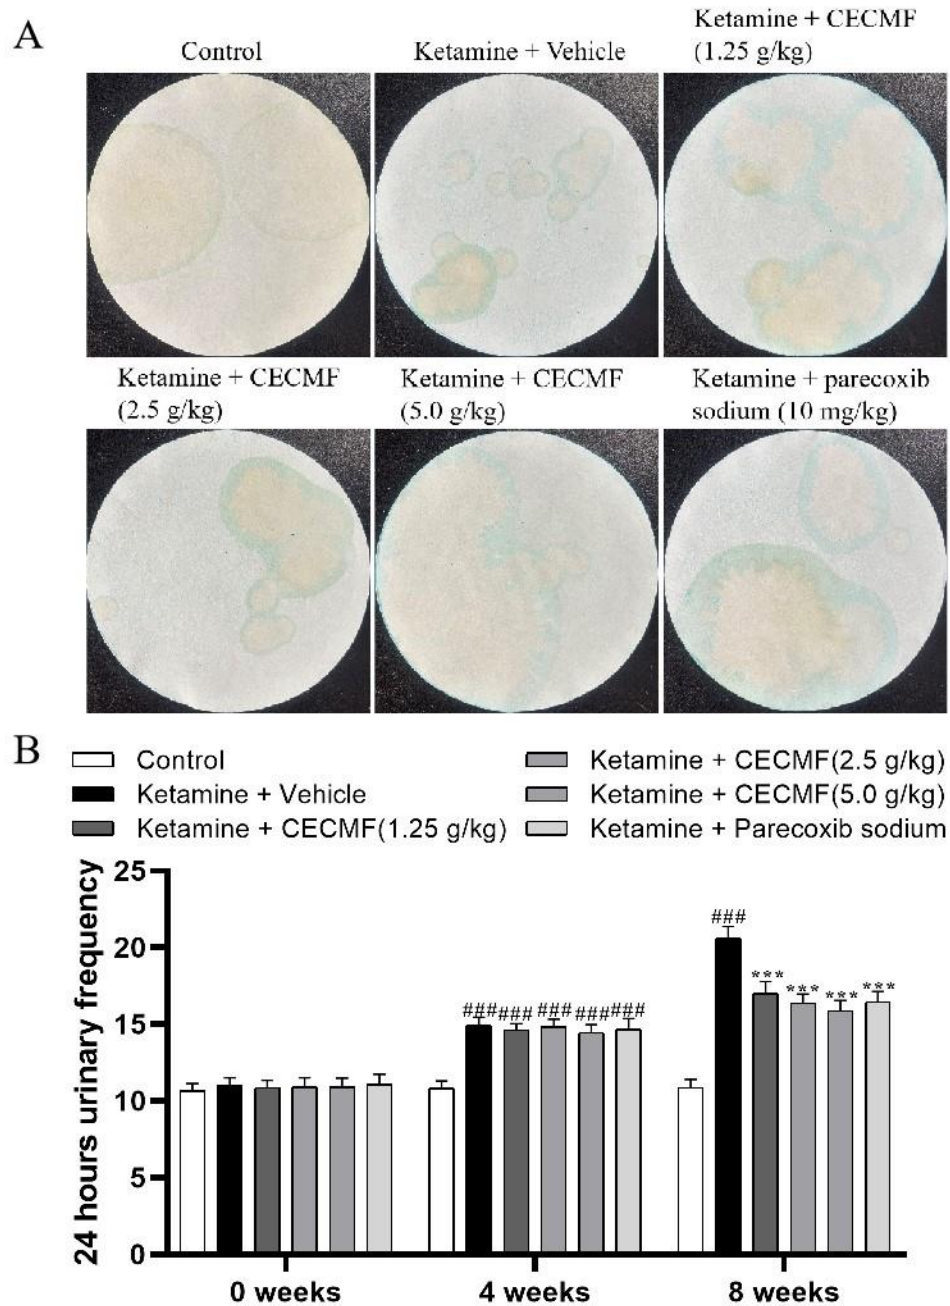 A
Control
Ketamine + Vehicle
Ketamine + CECMF
(1.25 g/kg)
Ketamine + CECMF
(2.5 g/kg)
Ketamine + CECMF
(5.0 g/kg)
Ketamine + parecoxib
sodium (10 mg/kg)
B
Control
Ketamine + Vehicle
Ketamine + CECMF(1.25 g/kg)
Ketamine + CECMF(2.5 g/kg)
Ketamine + CECMF(5.0 g/kg)
Ketamine + Parecoxib sodium
24 hours urinary frequency
25
20
15
10
5
0
### ### ### ### ###
###
*** *** *** ***
0 weeks
4 weeks
8 weeks